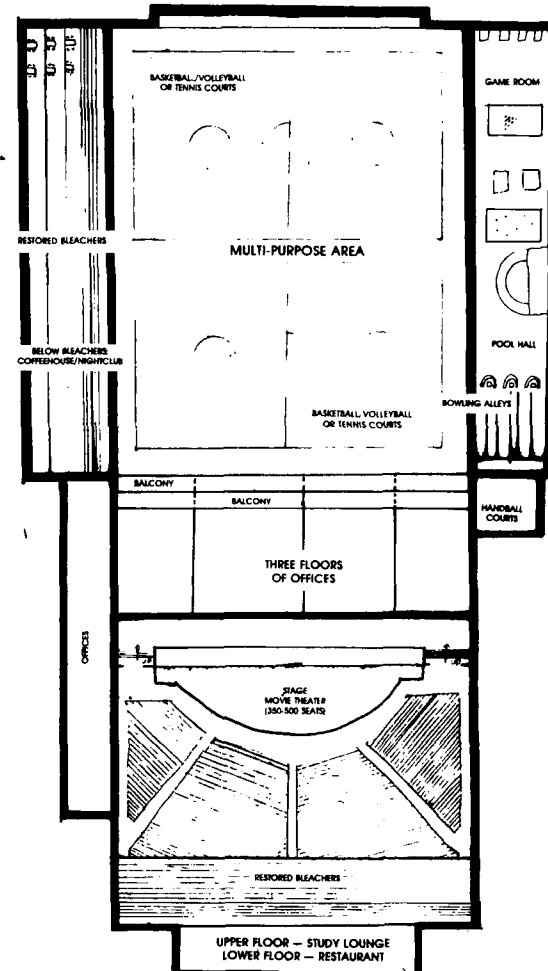 BASKETBAL./VOLLEYBALL
OR TENNIS COURTS
GAME ROOM
RESTORED BLEACHERS
MULTI-PURPOSE AREA
POOL HALL
BELOW BLEACHERS:
COFFEEHOUSE/NIGHTCLUB
BOWLING ALLEYS
BASKETBALL, VOLLEYBALL
OR TENNIS COURTS
BALCONY
BALCONY
HANDBALL
COURTS
THREE FLOORS
OF OFFICES
OFFICES
STAGE
MOVIE THEATER
(350-500 SEATS)
RESTORED BLEACHERS
UPPER FLOOR — STUDY LOUNGE
LOWER FLOOR — RESTAURANT